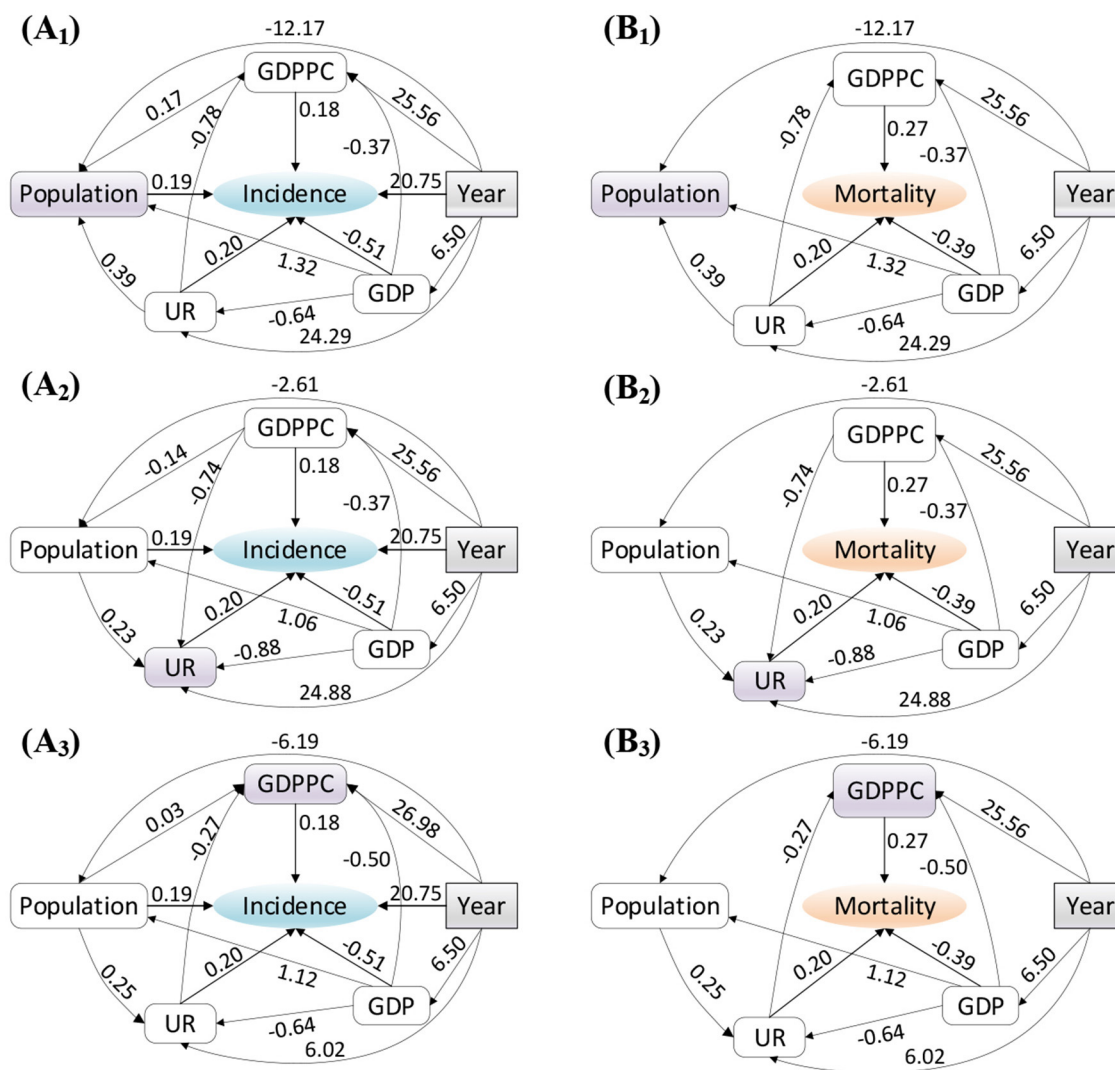 (A1)
-12.17
GDPPC
0.17
-0.78
0.18
25.56
-0.37
Population
0.19
Incidence
20.75
Year
0.39
0.20
1.32
-0.51
6.50
UR
-0.64
GDP
24.29
(B1)
-12.17
GDPPC
-0.78
0.27
25.56
-0.37
Population
Mortality
Year
0.39
0.20
1.32
-0.39
6.50
UR
-0.64
GDP
24.29
(A2)
-2.61
GDPPC
-0.14
-0.74
0.18
25.56
-0.37
Population
0.19
Incidence
20.75
Year
0.23
0.20
1.06
-0.51
6.50
UR
-0.88
GDP
24.88
(B2)
-2.61
GDPPC
-0.74
0.27
25.56
-0.37
Population
Mortality
Year
0.23
0.20
1.06
-0.39
6.50
UR
-0.88
GDP
24.88
(A3)
-6.19
GDPPC
0.03
-0.27
0.18
26.98
-0.50
Population
0.19
Incidence
20.75
Year
0.25
0.20
1.12
-0.51
6.50
UR
-0.64
GDP
6.02
(B3)
-6.19
GDPPC
-0.27
0.27
25.56
-0.50
Population
Mortality
Year
0.25
0.20
1.12
-0.39
6.50
UR
-0.64
GDP
6.02